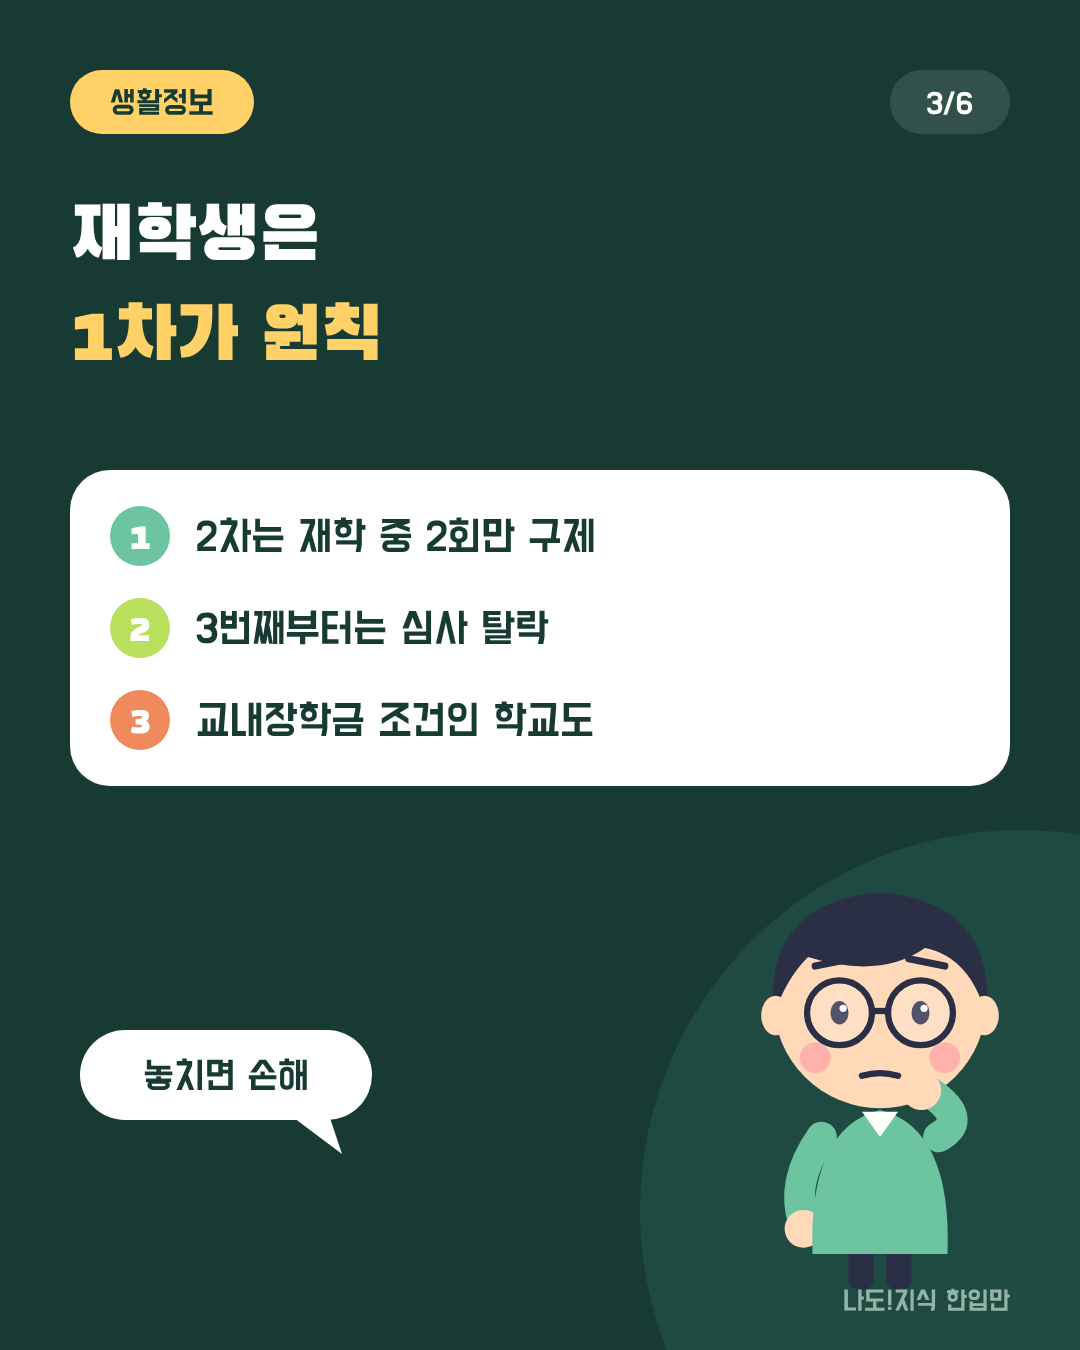 생활정보
3/6
재학생은
1차가 원칙
1 2차는 재학 중 2회만 구제
2 3번째부터는 심사 탈락
3 교내장학금 조건인 학교도
놓치면 손해
나도!지식 한입만